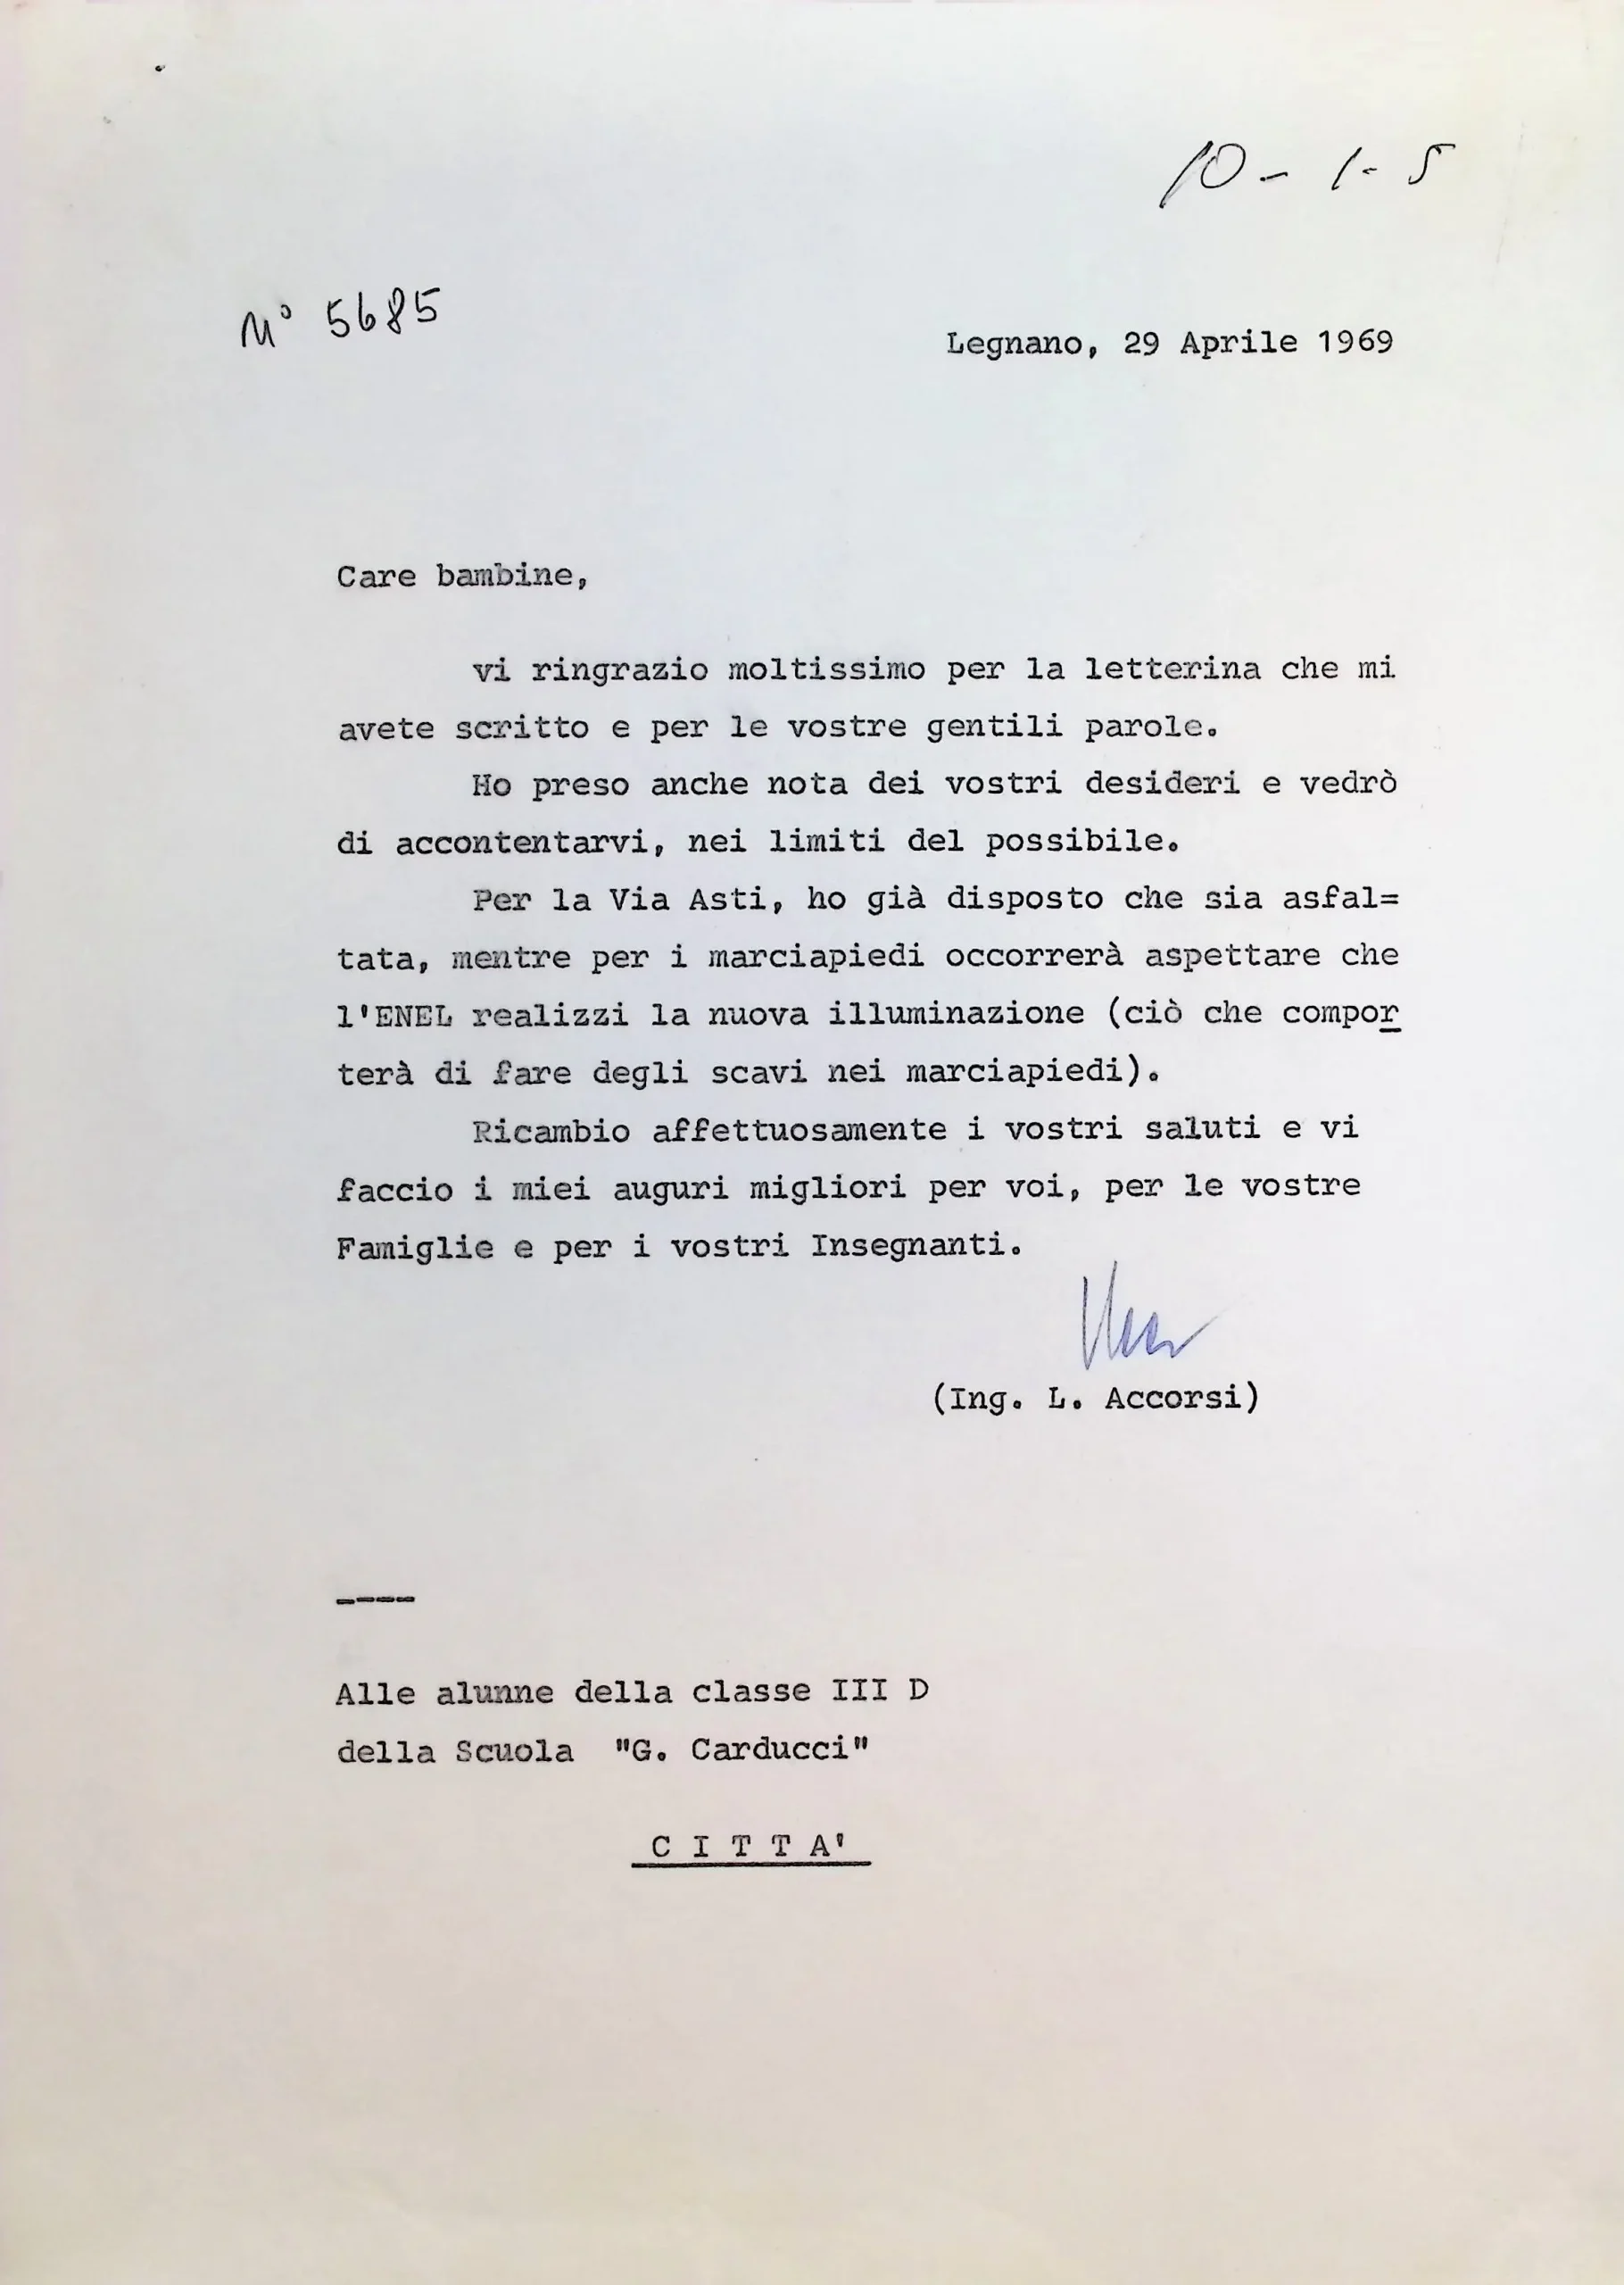 10 - 1 - 5
N° 5685
Legnano, 29 Aprile 1969
Care bambine,
vi ringrazio moltissimo per la letterina che mi
avete scritto e per le vostre gentili parole.
Ho preso anche nota dei vostri desideri e vedrò
di accontentarvi, nei limiti del possibile.
Per la Via Asti, ho già disposto che sia asfal=
tata, mentre per i marciapiedi occorrerà aspettare che
l'ENEL realizzi la nuova illuminazione (ciò che compor
terà di fare degli scavi nei marciapiedi).
Ricambio affettuosamente i vostri saluti e vi
faccio i miei auguri migliori per voi, per le vostre
Famiglie e per i vostri Insegnanti.
(Ing. L. Accorsi)
----
Alle alunne della classe III D
della Scuola "G. Carducci"
C I T T A'